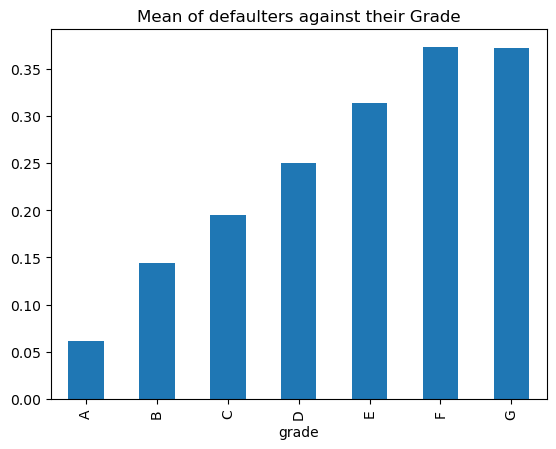 Mean of defaulters against their Grade
0.35
0.30
0.25
0.20
0.15
0.10
0.05
0.00
A
B
C
D
E
F
G
grade